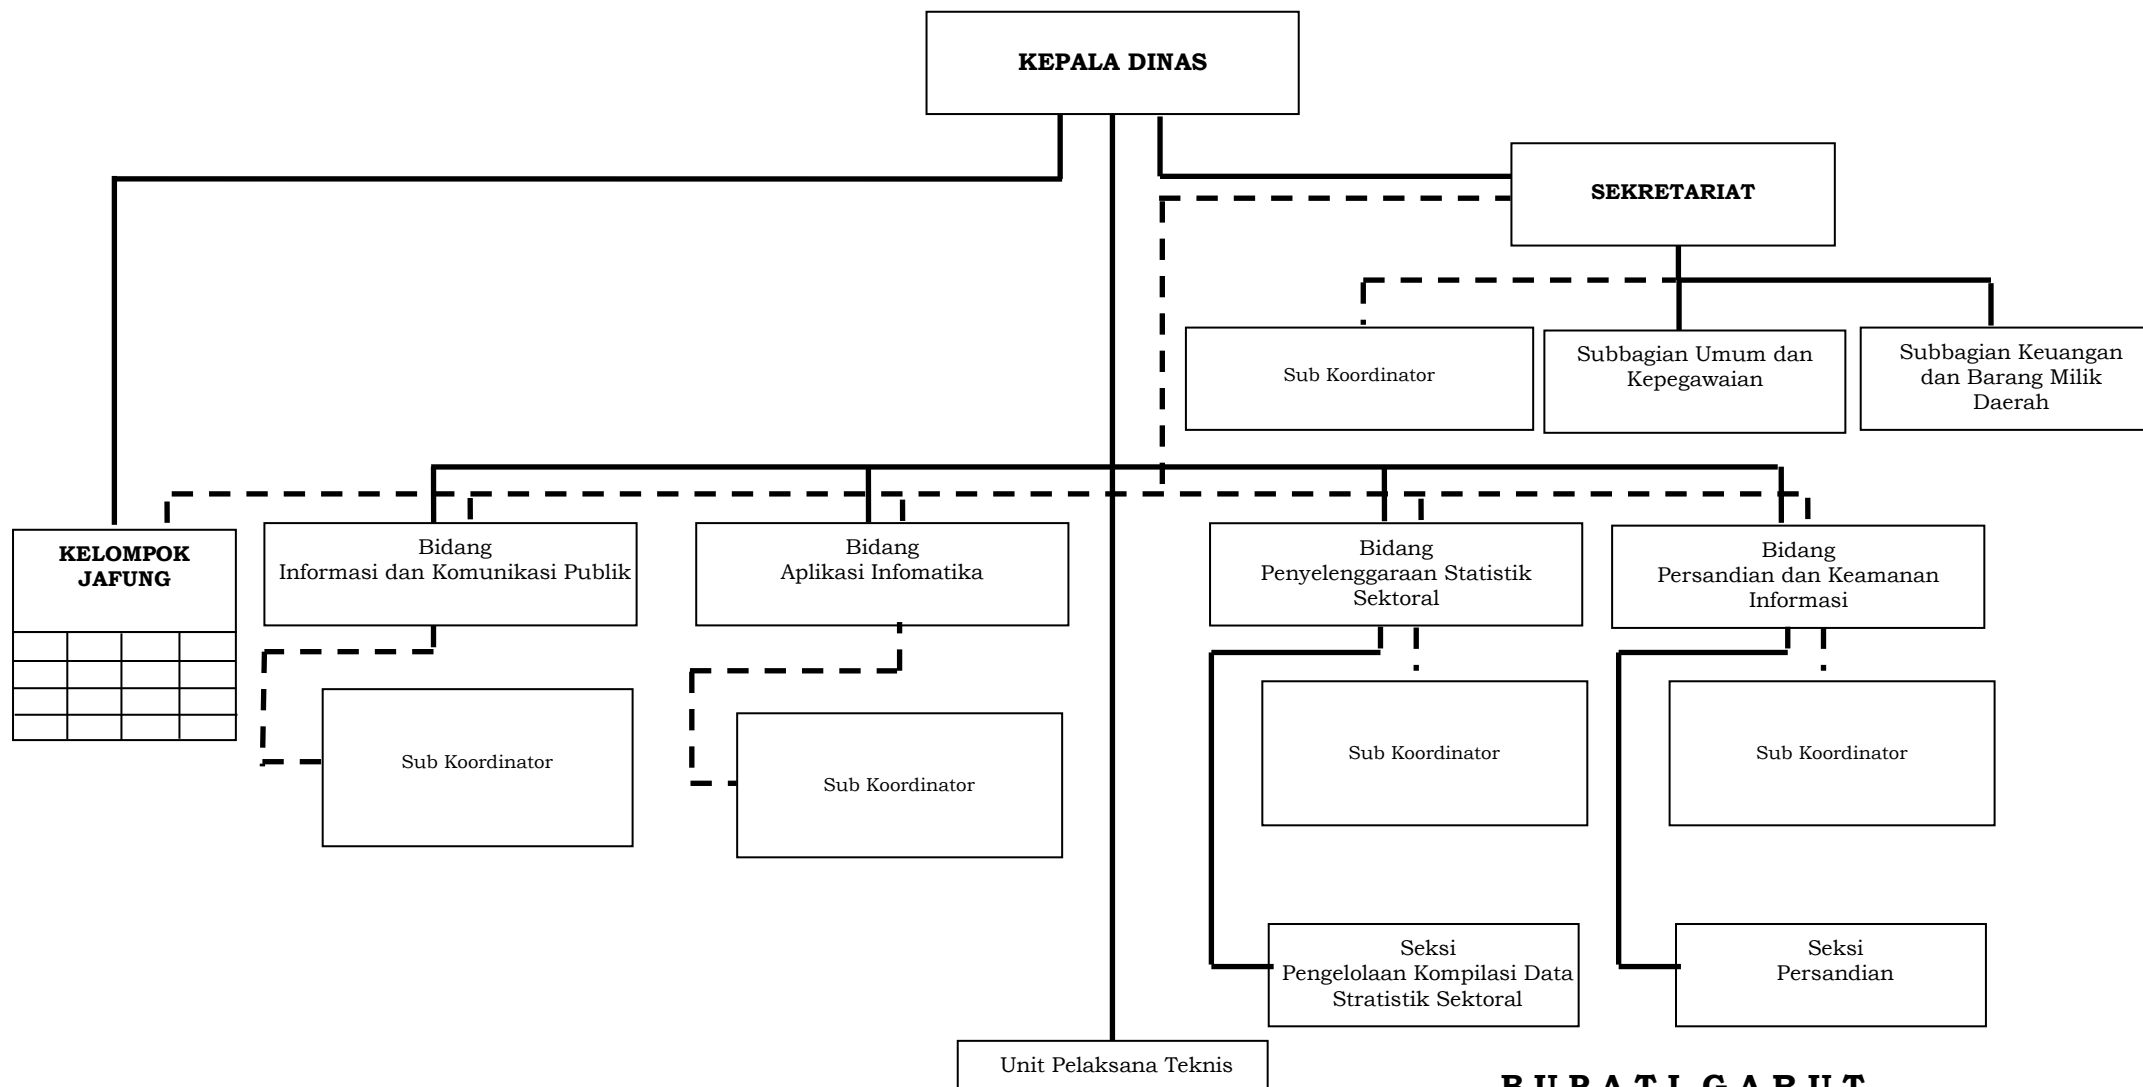 KEPALA DINAS
SEKRETARIAT
Sub Koordinator
Subbagian Umum dan
Kepegawaian
Subbagian Keuangan
dan Barang Milik
Daerah
KELOMPOK
JAFUNG
Bidang
Informasi dan Komunikasi Publik
Bidang
Aplikasi Infomatika
Bidang
Penyelenggaraan Statistik
Sektoral
Bidang
Persandian dan Keamanan
Informasi
Sub Koordinator
Sub Koordinator
Sub Koordinator
Sub Koordinator
Seksi
Pengelolaan Kompilasi Data
Stratistik Sektoral
Seksi
Persandian
Unit Pelaksana Teknis
B U P A T I  G A R U T